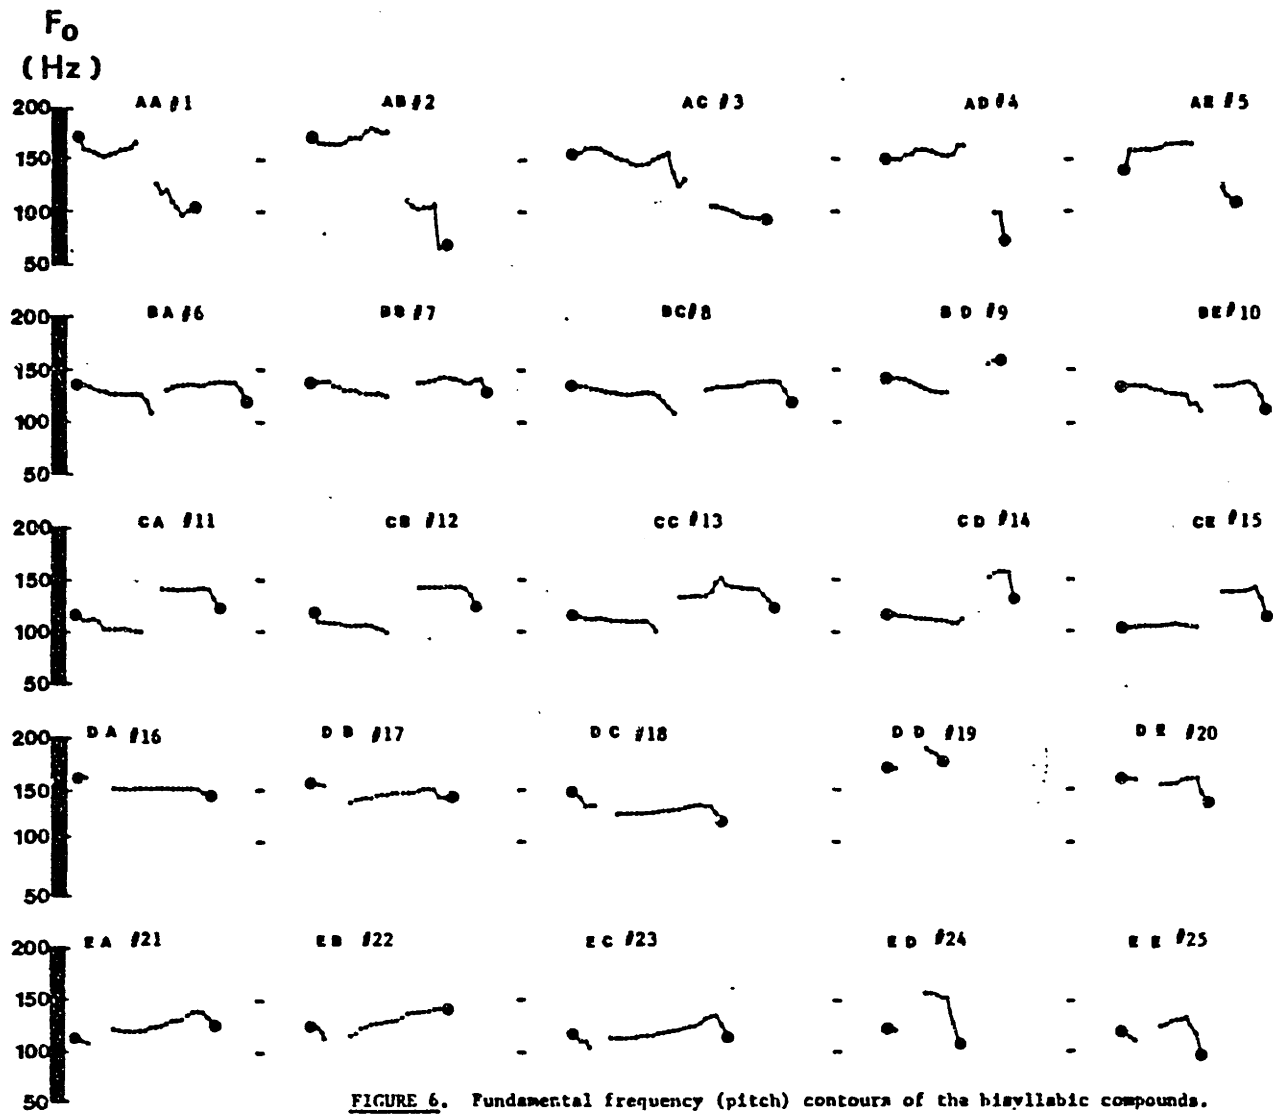 Fo
(Hz)
AA #1 AB #2 AC #3 AD #4 AE #5
200
150
100
50
BA #6 BB #7 BC #8 BD #9 BE #10
200
150
100
50
CA #11 CB #12 CC #13 CD #14 CE #15
200
150
100
50
DA #16 DB #17 DC #18 DD #19 DE #20
200
150
100
50
EA #21 EB #22 EC #23 ED #24 EE #25
200
150
100
50
FIGURE 6. Fundamental frequency (pitch) contours of the bisyllabic compounds.